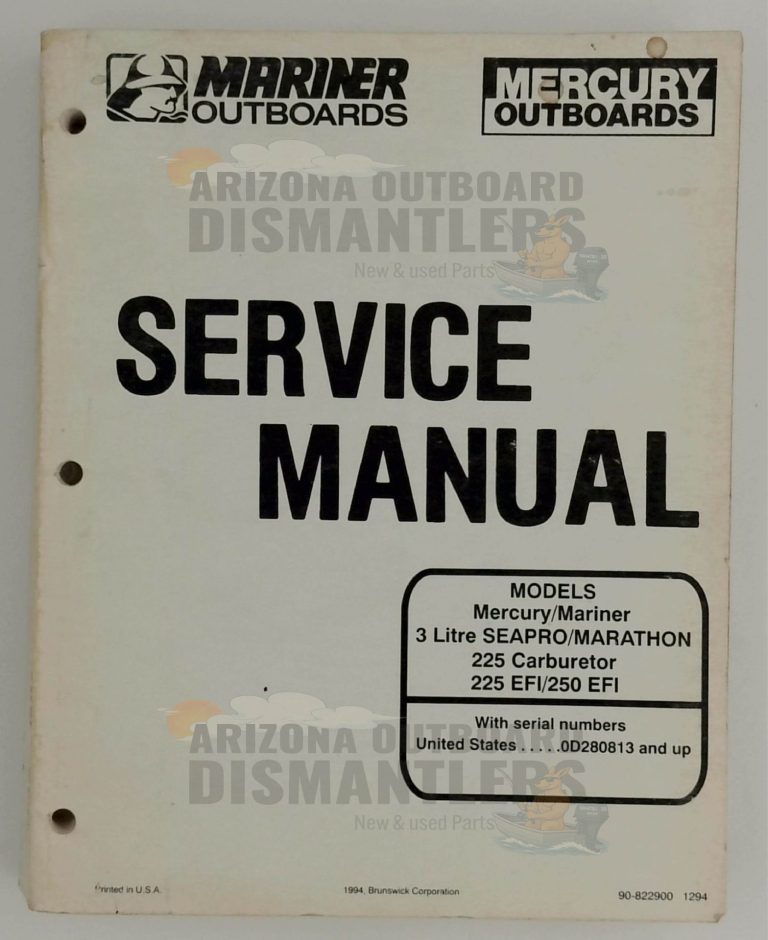 MARINER
OUTBOARDS
MERCURY
OUTBOARDS
ARIZONA OUTBOARD
DISMANTLERS
New & used Parts
SERVICE
MANUAL
MODELS
Mercury/Mariner
3 Litre SEAPRO/MARATHON
225 Carburetor
225 EFI/250 EFI
With serial numbers
United States . . . . .0D280813 and up
ARIZONA OUTBOARD
DISMANTLERS
New & used Parts
Printed in U.S.A.
1994, Brunswick Corporation
90-822900 1294